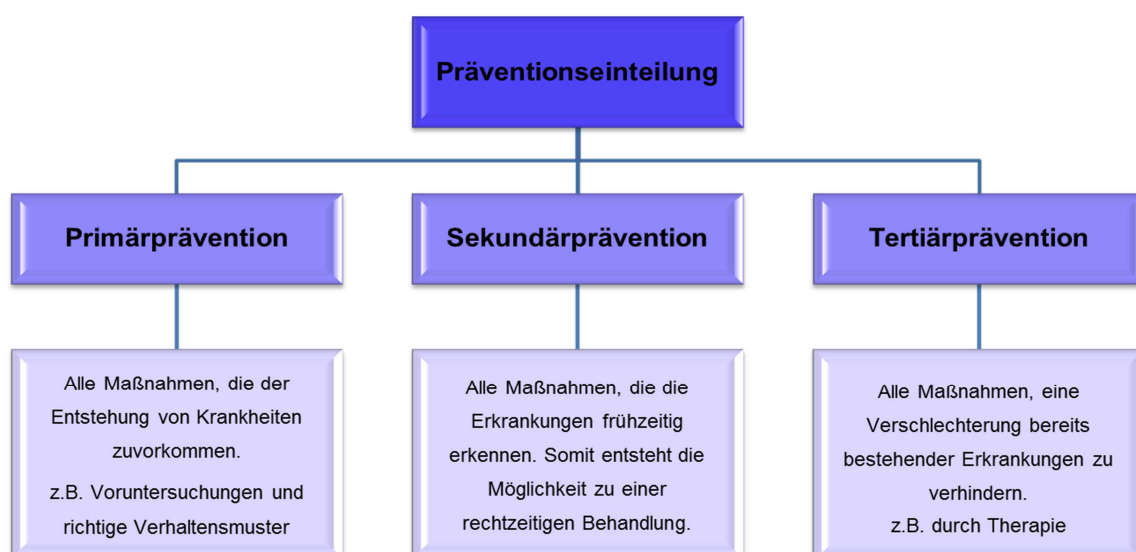 Präventionseinteilung
Primärprävention
Sekundärprävention
Tertiärprävention
Alle Maßnahmen, die der
Entstehung von Krankheiten
zuvorkommen.
z.B. Voruntersuchungen und
richtige Verhaltensmuster
Alle Maßnahmen, die die
Erkrankungen frühzeitig
erkennen. Somit entsteht die
Möglichkeit zu einer
rechtzeitigen Behandlung.
Alle Maßnahmen, eine
Verschlechterung bereits
bestehender Erkrankungen zu
verhindern.
z.B. durch Therapie